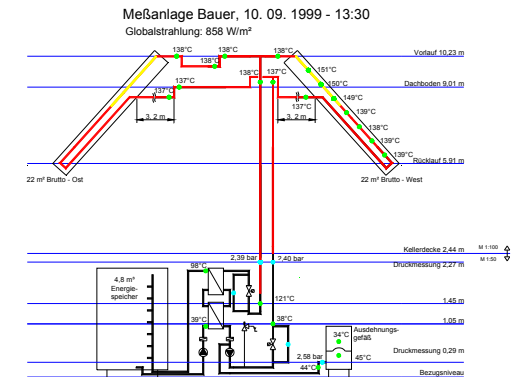 Meßanlage Bauer, 10. 09. 1999 - 13:30
Globalstrahlung: 858 W/m²
138°C 138°C 138°C Vorlauf 10,23 m
138°C 138°C 137°C 151°C
137°C 150°C Dachboden 9,01 m
137°C 137°C 149°C
3, 2 m 3, 2 m 139°C
138°C
139°C
139°C
Rücklauf 5,91 m
22 m² Brutto - Ost 22 m² Brutto - West
Kellerdecke 2,44 m M 1:100
2,39 bar 2,40 bar M 1:50
98°C Druckmessung 2,27 m
4,8 m³
Energie-
speicher
121°C 1,45 m
39°C 38°C 1,05 m
Ausdehnungs-
gefäß
34°C
2,58 bar 45°C Druckmessung 0,29 m
44°C Bezugsniveau